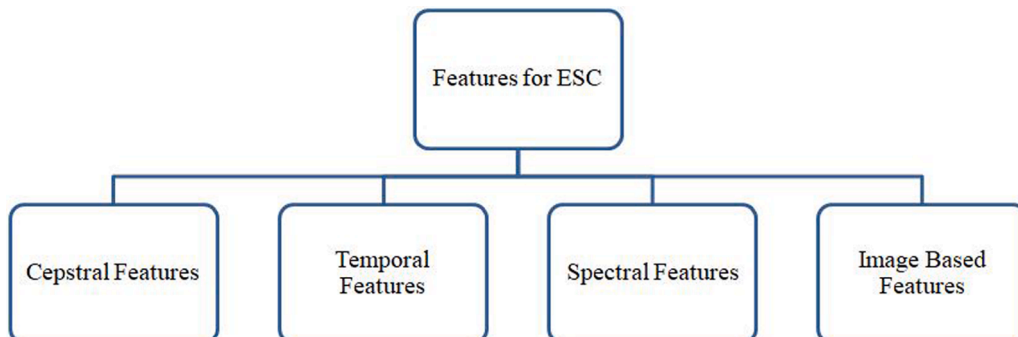 Features for ESC
Cepstral Features
Temporal
Features
Spectral Features
Image Based
Features